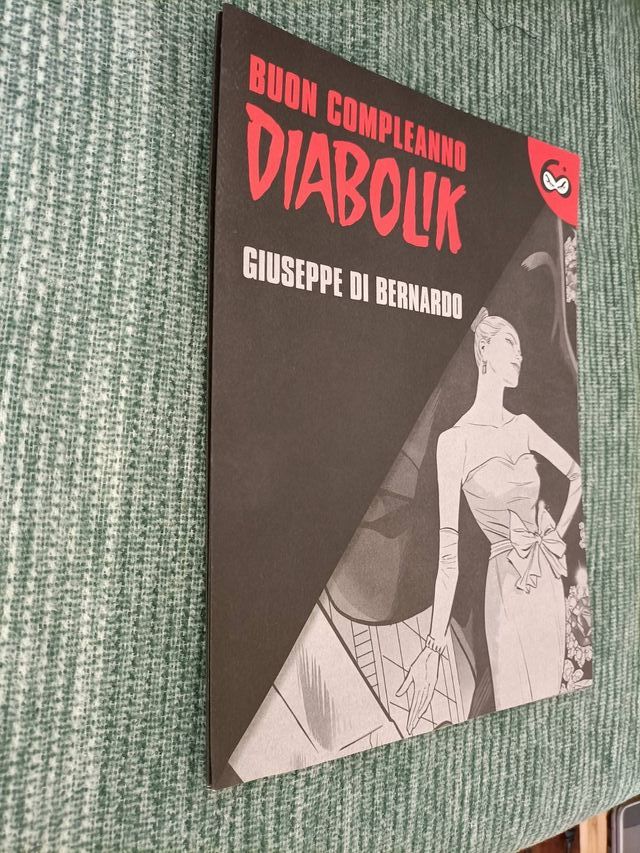 BUON COMPLEANNO
DIABOLIK
GIUSEPPE DI BERNARDO